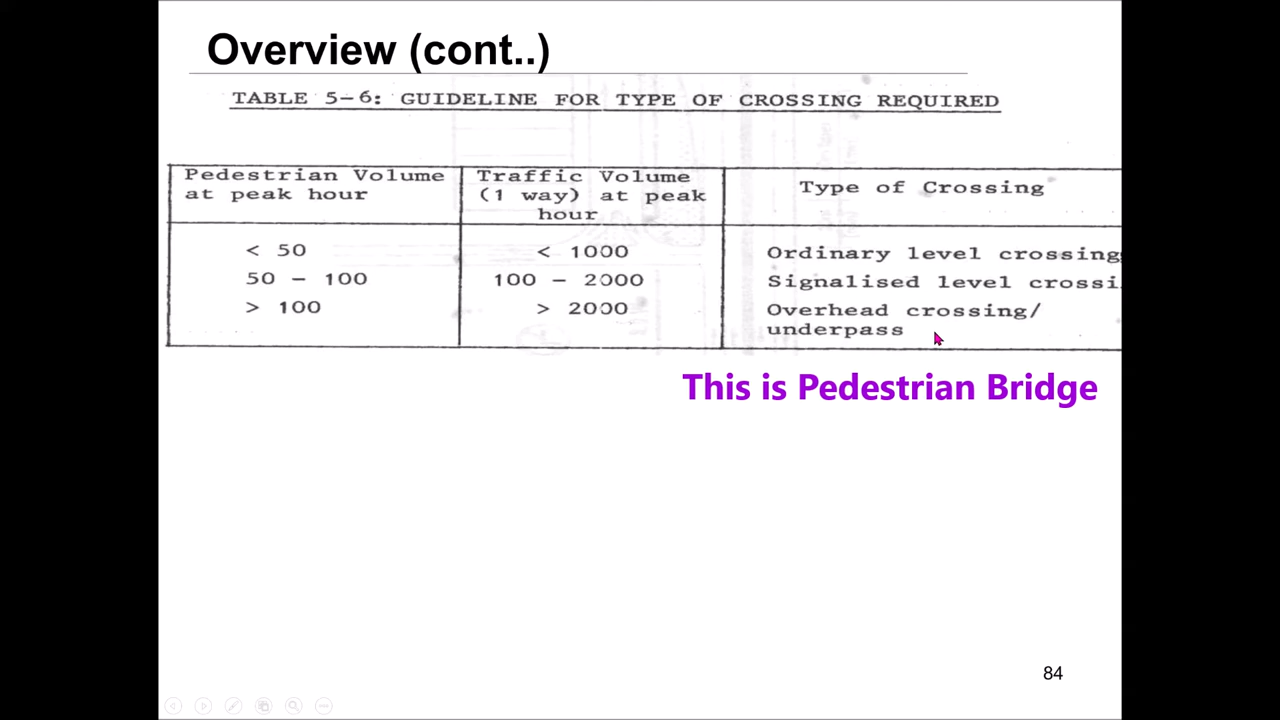 Overview (cont..)
TABLE 5-6: GUIDELINE FOR TYPE OF CROSSING REQUIRED
Pedestrian Volume at peak hour
Traffic Volume (1 way) at peak hour
Type of Crossing
< 50 < 1000 Ordinary level crossing
50 - 100 100 - 2000 Signalised level crossi
> 100 > 2000 Overhead crossing/
underpass
This is Pedestrian Bridge
84